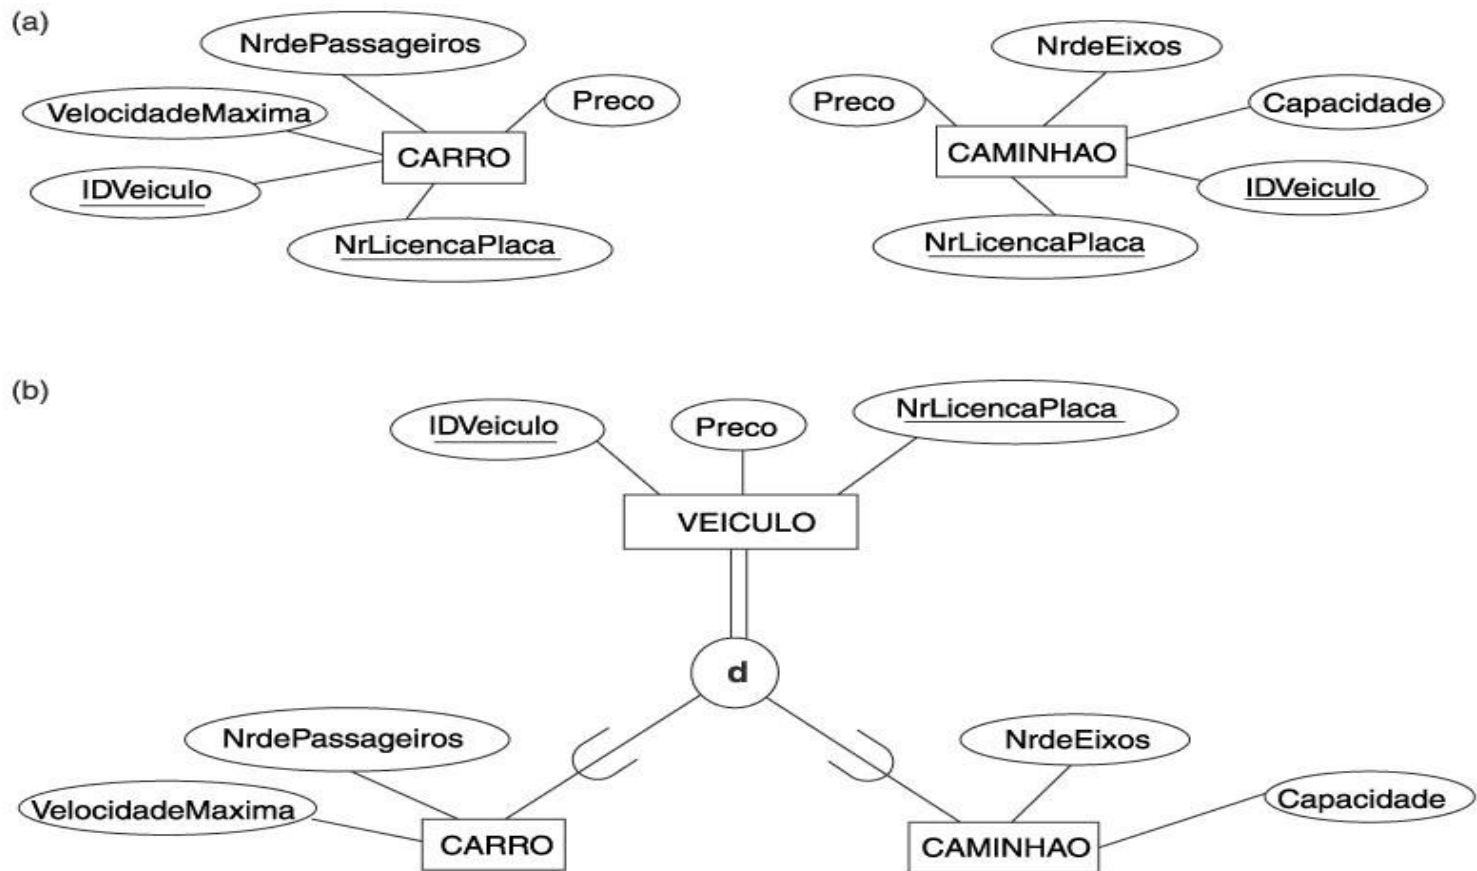 (a)
NrdePassageiros
VelocidadeMaxima
Preco
CARRO
IDVeiculo
NrLicencaPlaca
NrdeEixos
Preco
Capacidade
CAMINHAO
IDVeiculo
NrLicencaPlaca
(b)
IDVeiculo
Preco
NrLicencaPlaca
VEICULO
d
NrdePassageiros
VelocidadeMaxima
CARRO
NrdeEixos
Capacidade
CAMINHAO